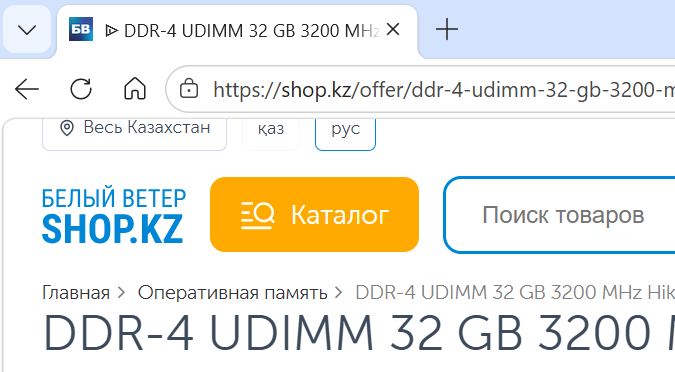 БВ DDR-4 UDIMM 32 GB 3200 MHz
https://shop.kz/offer/ddr-4-udimm-32-gb-3200-m
Весь Казахстан қаз рус
БЕЛЫЙ ВЕТЕР
SHOP.KZ
Каталог
Поиск товаров
Главная > Оперативная память > DDR-4 UDIMM 32 GB 3200 MHz Hik
DDR-4 UDIMM 32 GB 3200